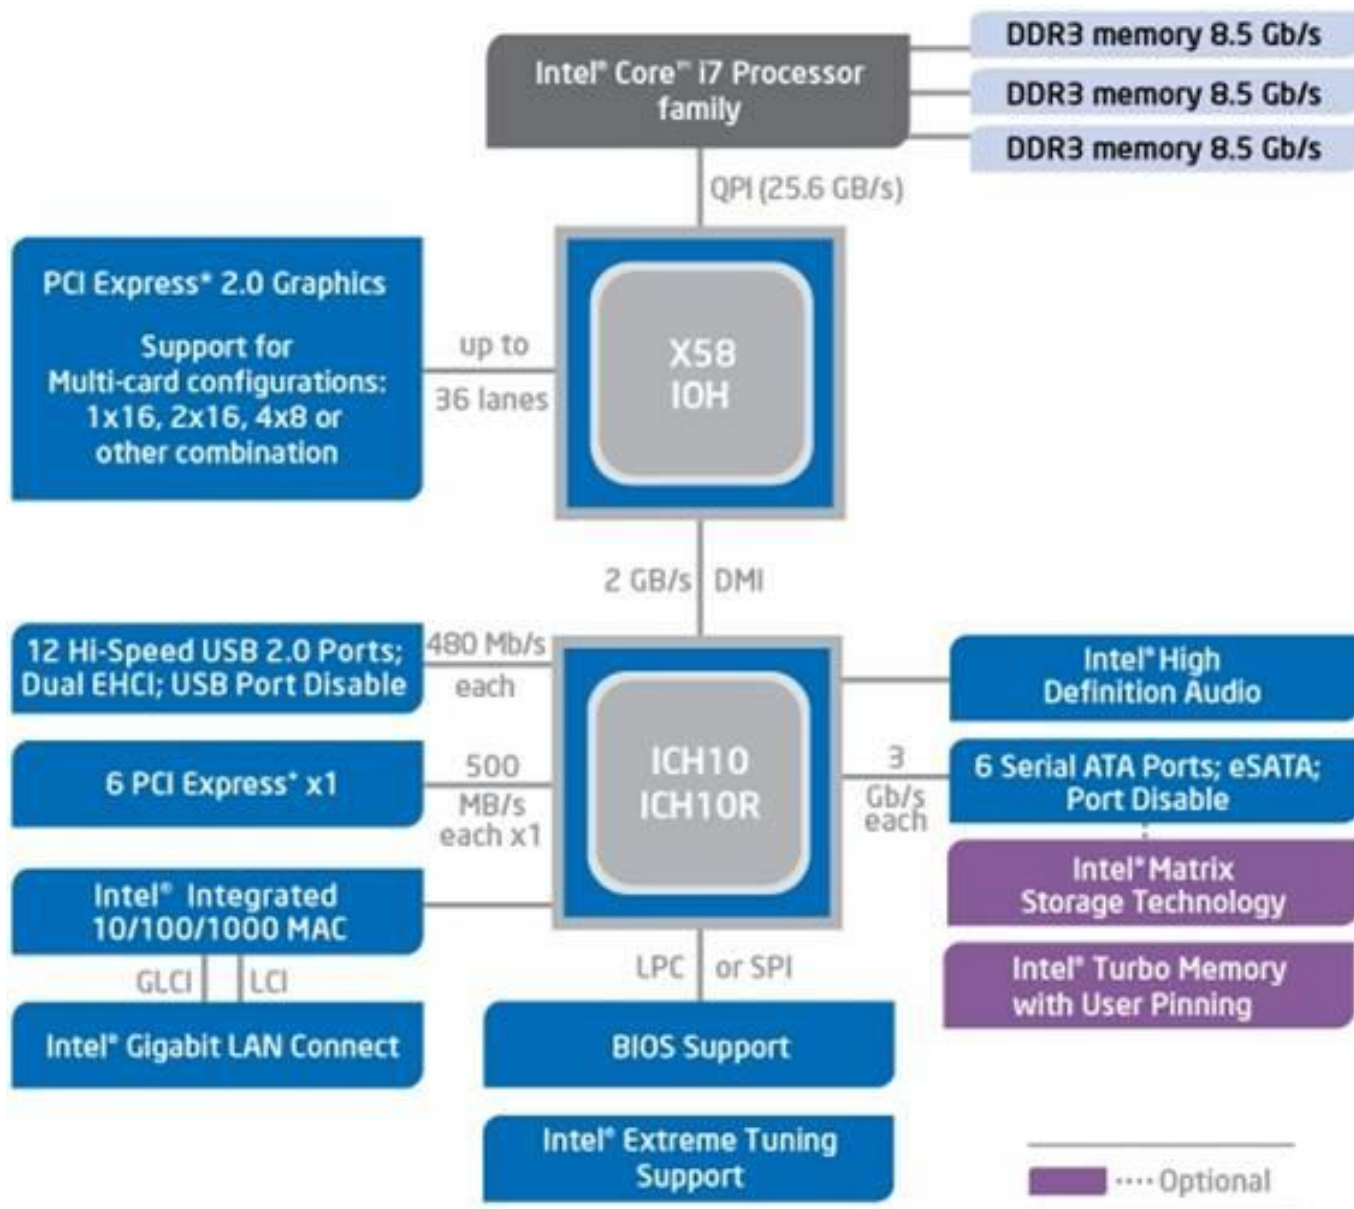 Intel® Core™ i7 Processor
family
DDR3 memory 8.5 Gb/s
DDR3 memory 8.5 Gb/s
DDR3 memory 8.5 Gb/s
QPI (25.6 GB/s)
PCI Express* 2.0 Graphics
Support for
Multi-card configurations:
1x16, 2x16, 4x8 or
other combination
up to
36 lanes
X58
IOH
2 GB/s DMI
12 Hi-Speed USB 2.0 Ports;
Dual EHCI; USB Port Disable
480 Mb/s
each
6 PCI Express* x1
500
MB/s
each x1
Intel® Integrated
10/100/1000 MAC
GLCI LCI
Intel® Gigabit LAN Connect
ICH10
ICH10R
Intel® High
Definition Audio
3
Gb/s
each
6 Serial ATA Ports; eSATA;
Port Disable
Intel® Matrix
Storage Technology
Intel® Turbo Memory
with User Pinning
LPC or SPI
BIOS Support
Intel® Extreme Tuning
Support
Optional